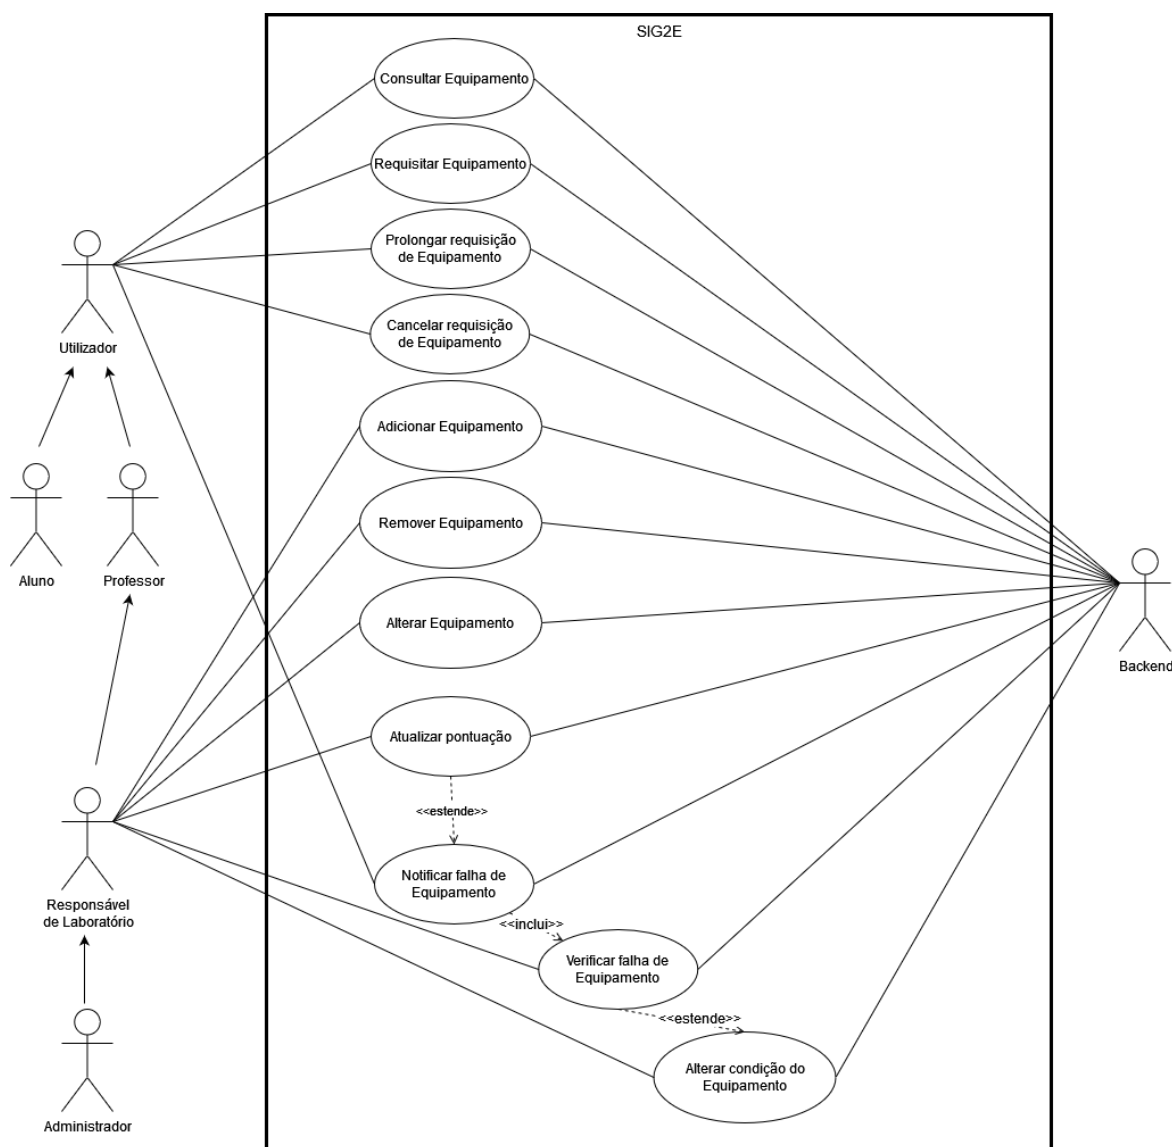 SIG2E
Consultar Equipamento
Requisitar Equipamento
Prolongar requisição
de Equipamento
Cancelar requisição
de Equipamento
Utilizador
Adicionar Equipamento
Remover Equipamento
Aluno
Professor
Alterar Equipamento
Backend
Atualizar pontuação
<<estende>>
Notificar falha de
Equipamento
Responsável
de Laboratório
<<inclui>>
Verificar falha de
Equipamento
<<estende>>
Alterar condição do
Equipamento
Administrador